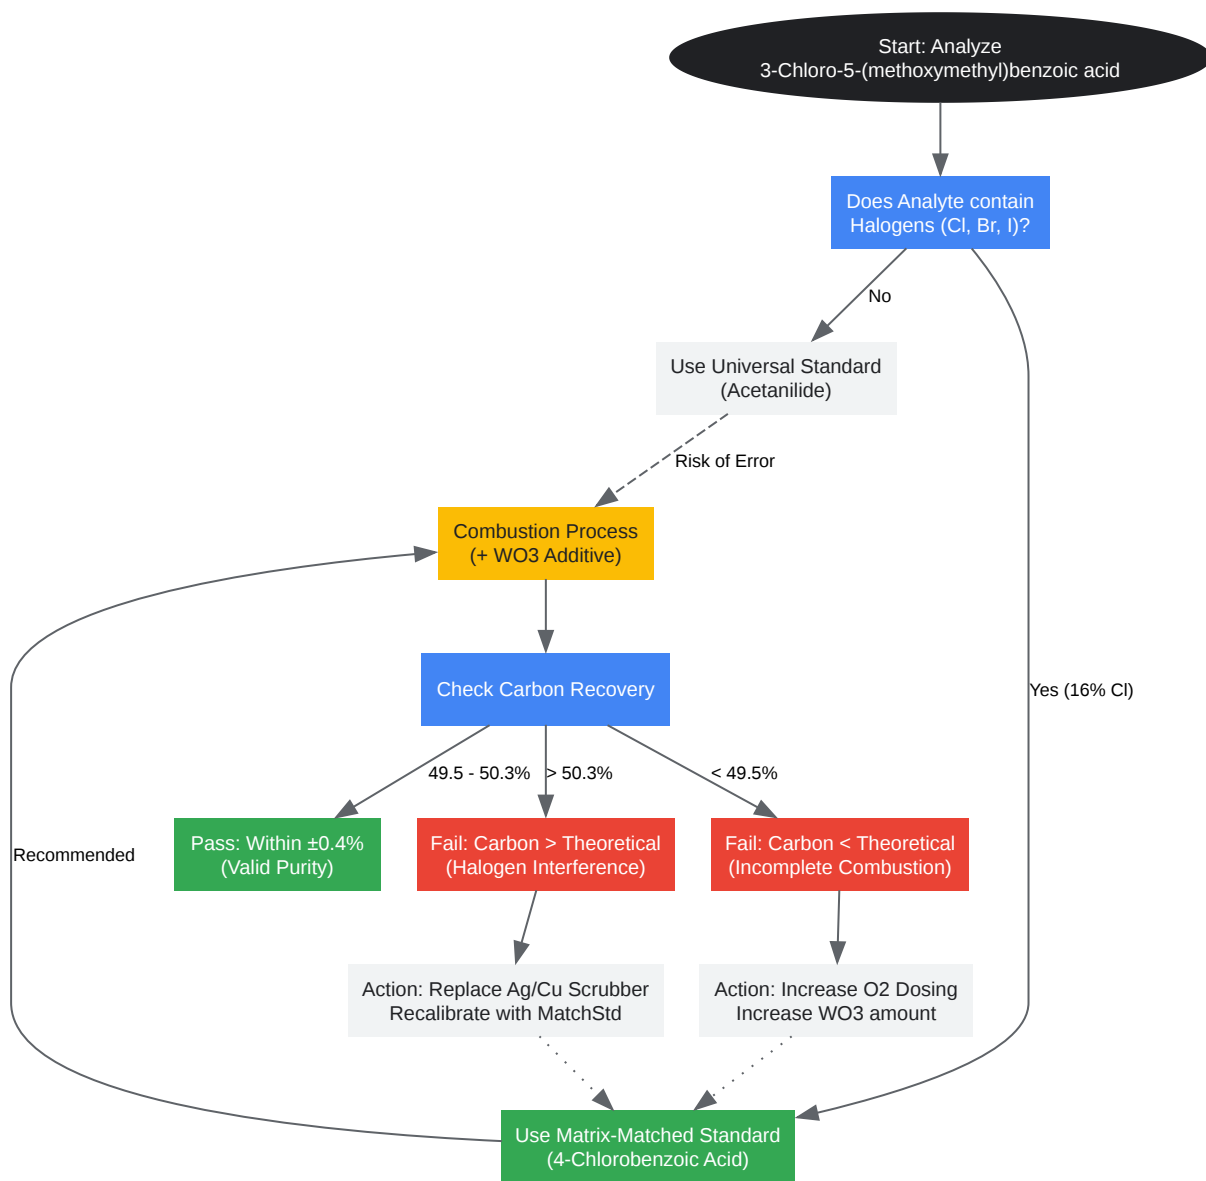 Start: Analyze
3-Chloro-5-(methoxymethyl)benzoic acid
Does Analyte contain
Halogens (Cl, Br, I)?
No
Use Universal Standard
(Acetanilide)
Risk of Error
Combustion Process
(+ WO3 Additive)
Check Carbon Recovery
Yes (16% Cl)
49.5 - 50.3%
> 50.3%
< 49.5%
Pass: Within ±0.4%
(Valid Purity)
Fail: Carbon > Theoretical
(Halogen Interference)
Fail: Carbon < Theoretical
(Incomplete Combustion)
Recommended
Action: Replace Ag/Cu Scrubber
Recalibrate with MatchStd
Action: Increase O2 Dosing
Increase WO3 amount
Use Matrix-Matched Standard
(4-Chlorobenzoic Acid)